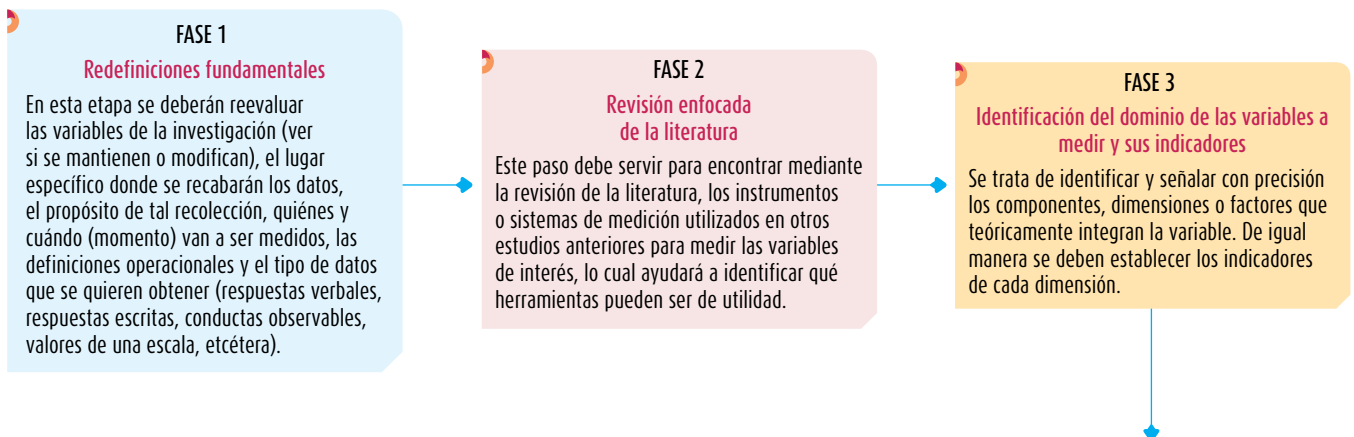 FASE 1
Redefiniciones fundamentales
En esta etapa se deberán reevaluar
las variables de la investigación (ver
si se mantienen o modifican), el lugar
específico donde se recabarán los datos,
el propósito de tal recolección, quiénes y
cuándo (momento) van a ser medidos, las
definiciones operacionales y el tipo de datos
que se quieren obtener (respuestas verbales,
respuestas escritas, conductas observables,
valores de una escala, etcétera).
FASE 2
Revisión enfocada
de la literatura
Este paso debe servir para encontrar mediante
la revisión de la literatura, los instrumentos
o sistemas de medición utilizados en otros
estudios anteriores para medir las variables
de interés, lo cual ayudará a identificar qué
herramientas pueden ser de utilidad.
FASE 3
Identificación del dominio de las variables a
medir y sus indicadores
Se trata de identificar y señalar con precisión
los componentes, dimensiones o factores que
teóricamente integran la variable. De igual
manera se deben establecer los indicadores
de cada dimensión.